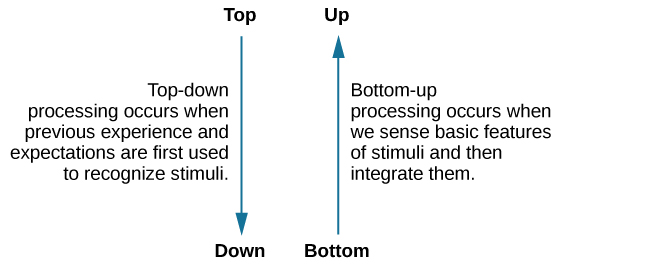 Top
Up
Top-down
processing occurs when
previous experience and
expectations are first used
to recognize stimuli.
Bottom-up
processing occurs when
we sense basic features
of stimuli and then
integrate them.
Down
Bottom